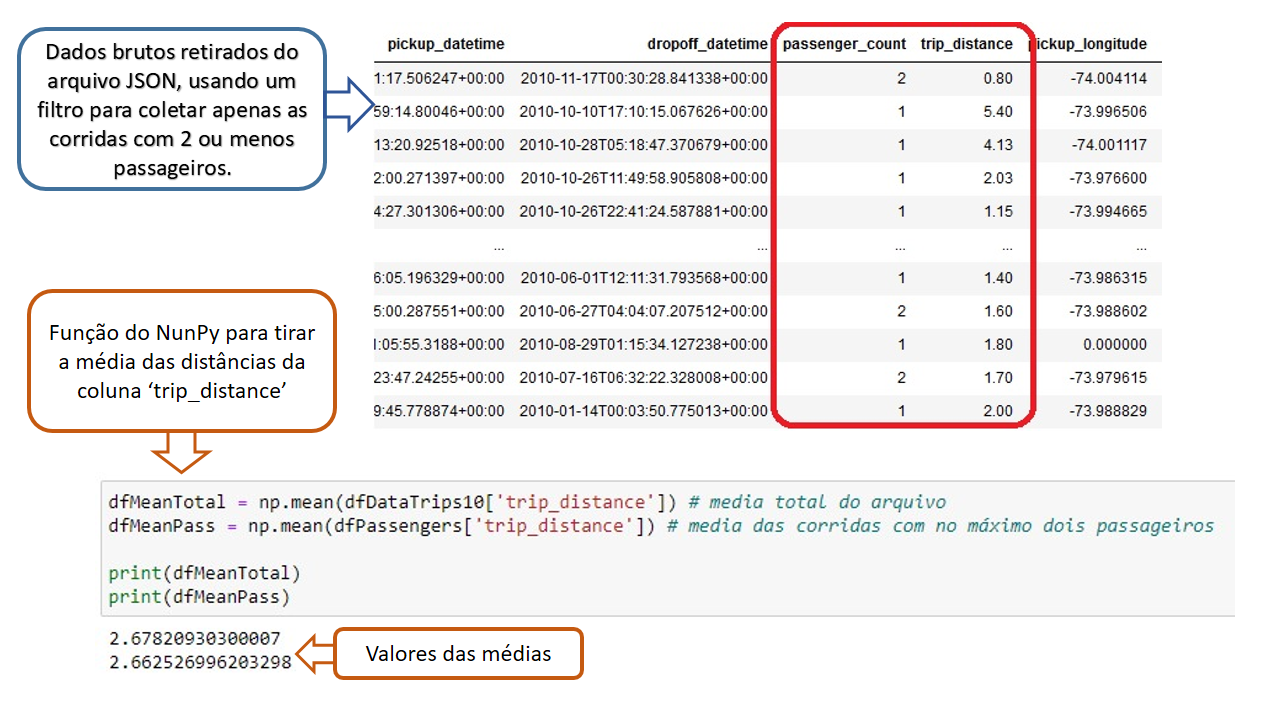 Dados brutos retirados do
arquivo JSON, usando um
filtro para coletar apenas as
corridas com 2 ou menos
passageiros.
pickup_datetime dropoff_datetime passenger_count trip_distance pickup_longitude
1:17.506247+00:00 2010-11-17T00:30:28.841338+00:00 2 0.80 -74.004114
59:14.80046+00:00 2010-10-10T17:10:15.067626+00:00 1 5.40 -73.996506
13:20.92518+00:00 2010-10-28T05:18:47.370679+00:00 1 4.13 -74.001117
2:00.271397+00:00 2010-10-26T11:49:58.905808+00:00 1 2.03 -73.976600
4:27.301306+00:00 2010-10-26T22:41:24.587881+00:00 1 1.15 -73.994665
... ... ... ... ...
6:05.196329+00:00 2010-06-01T12:11:31.793568+00:00 1 1.40 -73.986315
5:00.287551+00:00 2010-06-27T04:04:07.207512+00:00 2 1.60 -73.988602
1:05:55.3188+00:00 2010-08-29T01:15:34.127238+00:00 1 1.80 0.000000
23:47.24255+00:00 2010-07-16T06:32:22.328008+00:00 2 1.70 -73.979615
9:45.778874+00:00 2010-01-14T00:03:50.775013+00:00 1 2.00 -73.988829
Função do NunPy para tirar
a média das distâncias da
coluna ‘trip_distance’
dfMeanTotal = np.mean(dfDataTrips10['trip_distance']) # media total do arquivo
dfMeanPass = np.mean(dfPassengers['trip_distance']) # media das corridas com no máximo dois passageiros
print(dfMeanTotal)
print(dfMeanPass)
2.67820930300007
2.662526996203298
Valores das médias